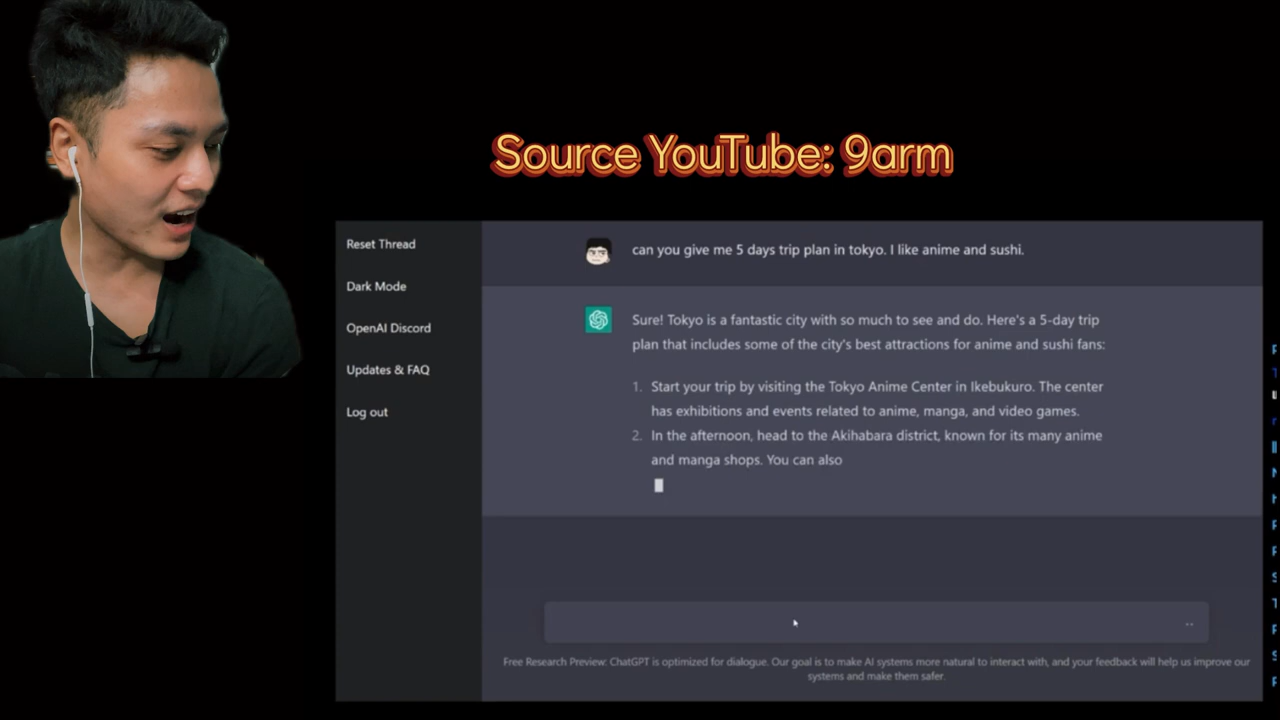 Source YouTube: 9arm
Reset Thread
Dark Mode
OpenAI Discord
Updates & FAQ
Log out
can you give me 5 days trip plan in tokyo. I like anime and sushi.
Sure! Tokyo is a fantastic city with so much to see and do. Here's a 5-day trip
plan that includes some of the city's best attractions for anime and sushi fans:
1. Start your trip by visiting the Tokyo Anime Center in Ikebukuro. The center
has exhibitions and events related to anime, manga, and video games.
2. In the afternoon, head to the Akihabara district, known for its many anime
and manga shops. You can also
Free Research Preview: ChatGPT is optimized for dialogue. Our goal is to make AI systems more natural to interact with, and your feedback will help us improve our
systems and make them safer.